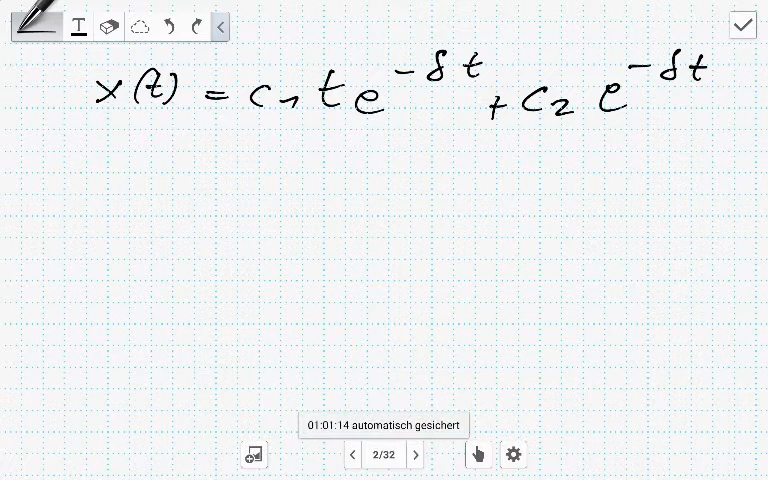 T
x(t) = c₁ t e^{-δt} + c₂ e^{-δt}
01:01:14 automatisch gesichert
2/32